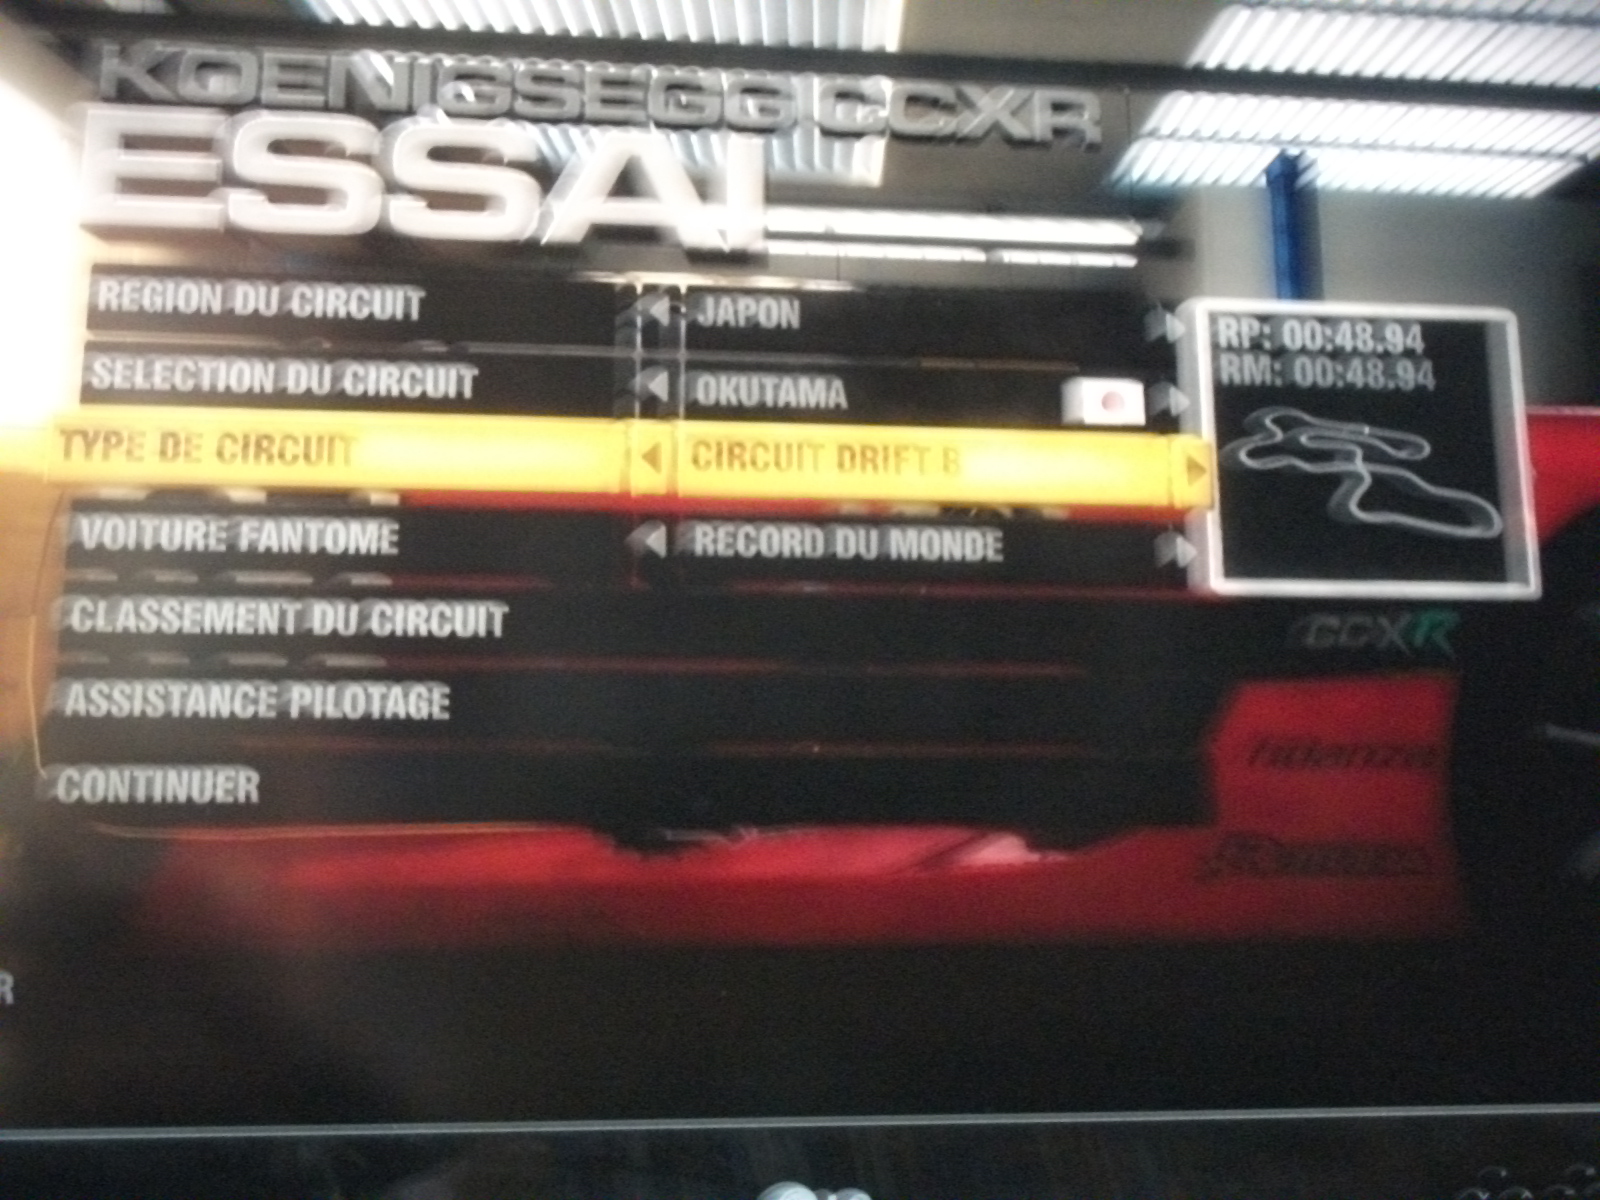 KOENIGSEGG CCXR
ESSAI
REGION DU CIRCUIT JAPON
SELECTION DU CIRCUIT OKUTAMA
TYPE DE CIRCUIT CIRCUIT DRIFT B
VOITURE FANTOME RECORD DU MONDE
CLASSEMENT DU CIRCUIT
ASSISTANCE PILOTAGE
CONTINUER
RP: 00:48.94
RM: 00:48.94
CCXR
R